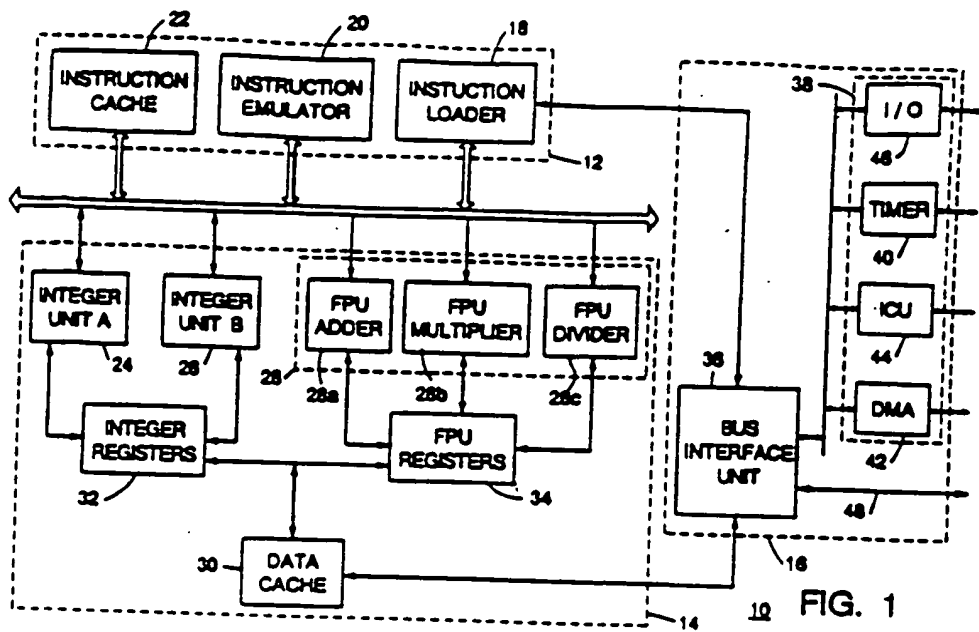 22
20
18
INSTRUCTION
CACHE
INSTRUCTION
EMULATOR
INSTUCTION
LOADER
12
38
I/O
46
TIMER
40
ICU
44
DMA
42
INTEGER
UNIT A
24
INTEGER
UNIT B
26
FPU
ADDER
28a
FPU
MULTIPLIER
28b
FPU
DIVIDER
28c
28
INTEGER
REGISTERS
32
FPU
REGISTERS
34
36
BUS
INTERFACE
UNIT
48
16
30
DATA
CACHE
14
10 FIG. 1